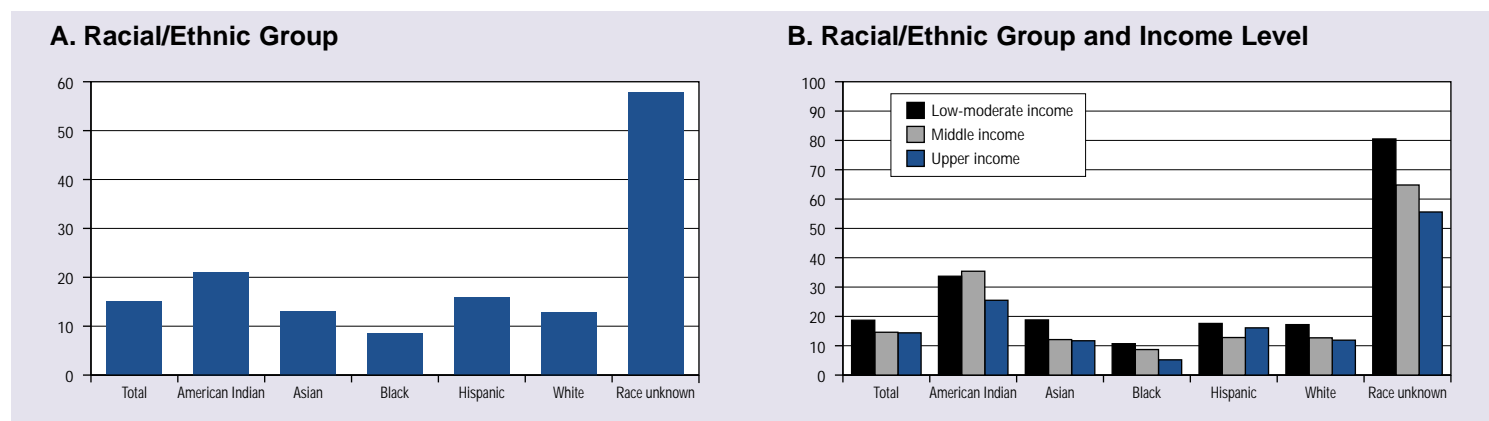 A. Racial/Ethnic Group
60
50
40
30
20
10
0
Total American Indian Asian Black Hispanic White Race unknown
B. Racial/Ethnic Group and Income Level
100
90
80
70
60
50
40
30
20
10
0
Low-moderate income
Middle income
Upper income
Total American Indian Asian Black Hispanic White Race unknown